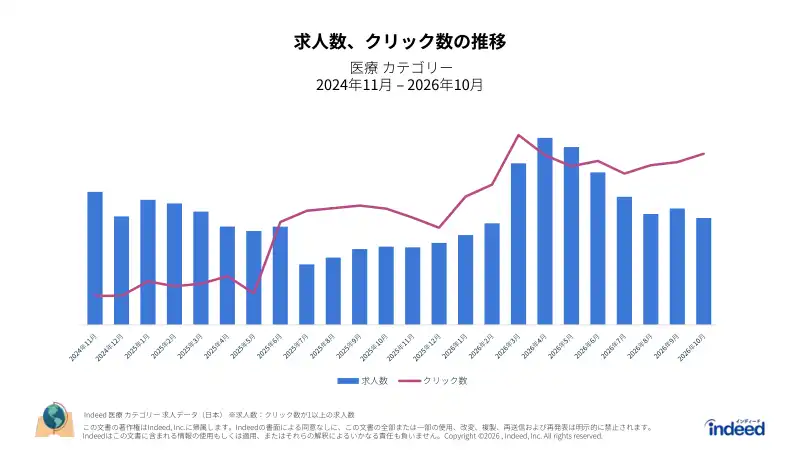 求人数、クリック数の推移
医療 カテゴリー
2024年11月 – 2026年10月
2024年11月
2024年12月
2025年1月
2025年2月
2025年3月
2025年4月
2025年5月
2025年6月
2025年7月
2025年8月
2025年9月
2025年10月
2025年11月
2025年12月
2026年1月
2026年2月
2026年3月
2026年4月
2026年5月
2026年6月
2026年7月
2026年8月
2026年9月
2026年10月
求人数
クリック数
Indeed 医療 カテゴリー 求人データ（日本） ※求人数：クリック数が1以上の求人数
この文書の著作権はIndeed, Inc.に帰属します。Indeedの書面による同意なしに、この文書の全部または一部の使用、改変、複製、再送信および再発表は明示的に禁止されます。
Indeedはこの文書に含まれる情報の使用もしくは適用、またはそれらの解釈によるいかなる責任も負いません。Copyright ©2026 , Indeed, Inc. All rights reserved.
インディード
indeed